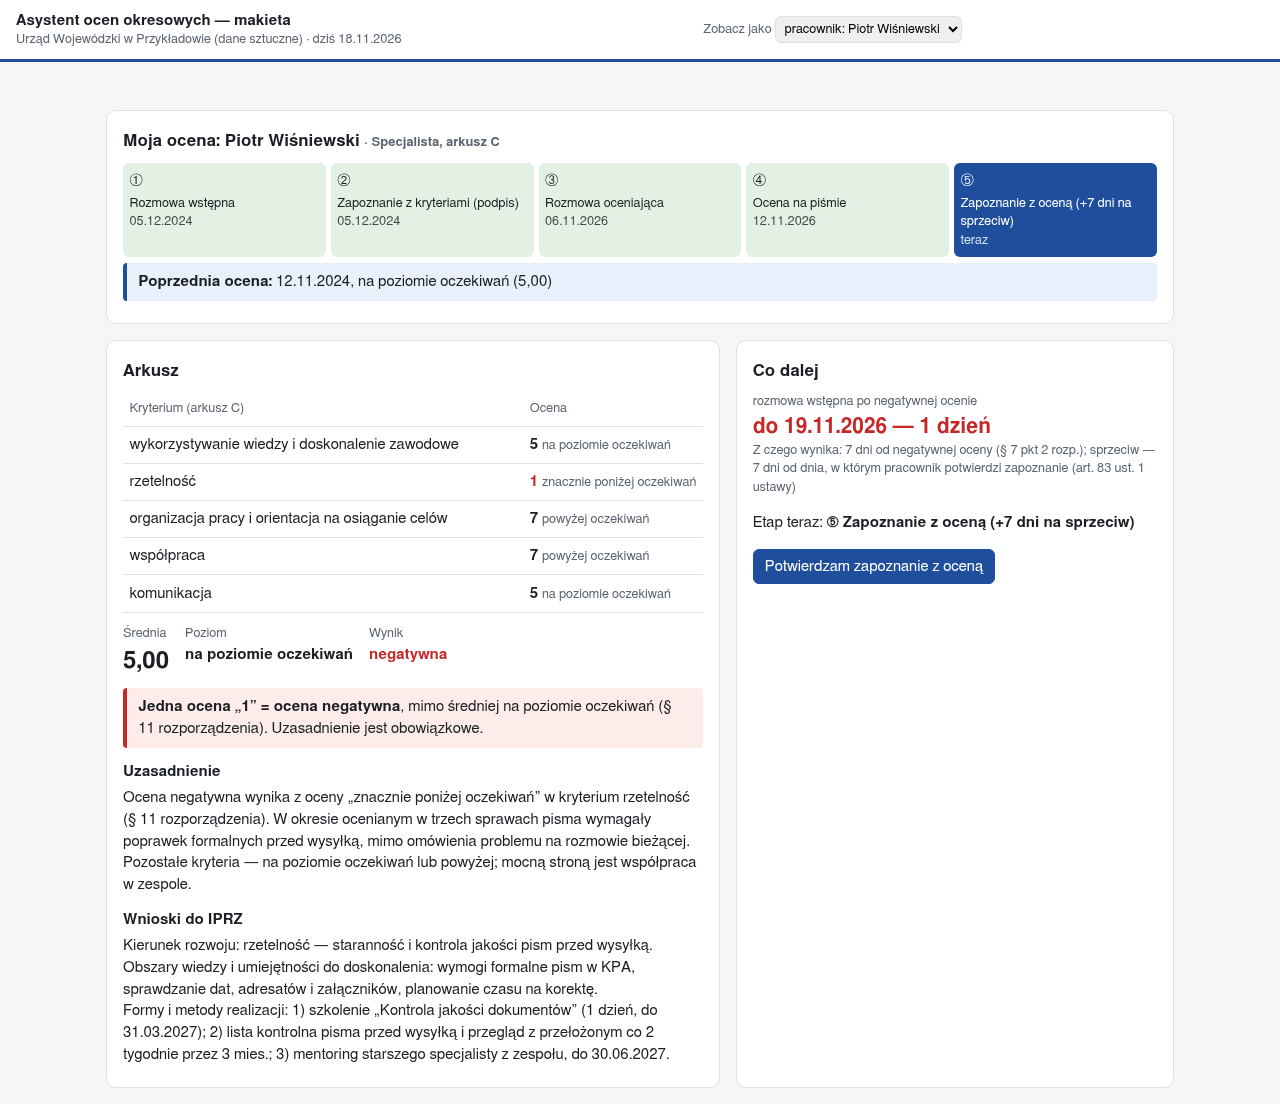 Asystent ocen okresowych — makieta
Urząd Wojewódzki w Przykładowie (dane sztuczne) · dziś 18.11.2026
Zobacz jako pracownik: Piotr Wiśniewski
Moja ocena: Piotr Wiśniewski · Specjalista, arkusz C
①
Rozmowa wstępna
05.12.2024
②
Zapoznanie z kryteriami (podpis)
05.12.2024
③
Rozmowa oceniająca
06.11.2026
④
Ocena na piśmie
12.11.2026
⑤
Zapoznanie z oceną (+7 dni na
sprzeciw)
teraz
Poprzednia ocena: 12.11.2024, na poziomie oczekiwań (5,00)
Arkusz
Kryterium (arkusz C) Ocena
wykorzystywanie wiedzy i doskonalenie zawodowe 5 na poziomie oczekiwań
rzetelność 1 znacznie poniżej oczekiwań
organizacja pracy i orientacja na osiąganie celów 7 powyżej oczekiwań
współpraca 7 powyżej oczekiwań
komunikacja 5 na poziomie oczekiwań
Średnia Poziom Wynik
5,00 na poziomie oczekiwań negatywna
Jedna ocena „1” = ocena negatywna, mimo średniej na poziomie oczekiwań (§
11 rozporządzenia). Uzasadnienie jest obowiązkowe.
Uzasadnienie
Ocena negatywna wynika z oceny „znacznie poniżej oczekiwań” w kryterium rzetelność
(§ 11 rozporządzenia). W okresie ocenianym w trzech sprawach pisma wymagały
poprawek formalnych przed wysyłką, mimo omówienia problemu na rozmowie bieżącej.
Pozostałe kryteria — na poziomie oczekiwań lub powyżej; mocną stroną jest współpraca
w zespole.
Wnioski do IPRZ
Kierunek rozwoju: rzetelność — staranność i kontrola jakości pism przed wysyłką.
Obszary wiedzy i umiejętności do doskonalenia: wymogi formalne pism w KPA,
sprawdzanie dat, adresatów i załączników, planowanie czasu na korektę.
Formy i metody realizacji: 1) szkolenie „Kontrola jakości dokumentów” (1 dzień, do
31.03.2027); 2) lista kontrolna pisma przed wysyłką i przegląd z przełożonym co 2
tygodnie przez 3 mies.; 3) mentoring starszego specjalisty z zespołu, do 30.06.2027.
Co dalej
rozmowa wstępna po negatywnej ocenie
do 19.11.2026 — 1 dzień
Z czego wynika: 7 dni od negatywnej oceny (§ 7 pkt 2 rozp.); sprzeciw —
7 dni od dnia, w którym pracownik potwierdzi zapoznanie (art. 83 ust. 1
ustawy)
Etap teraz: ⑤ Zapoznanie z oceną (+7 dni na sprzeciw)
Potwierdzam zapoznanie z oceną